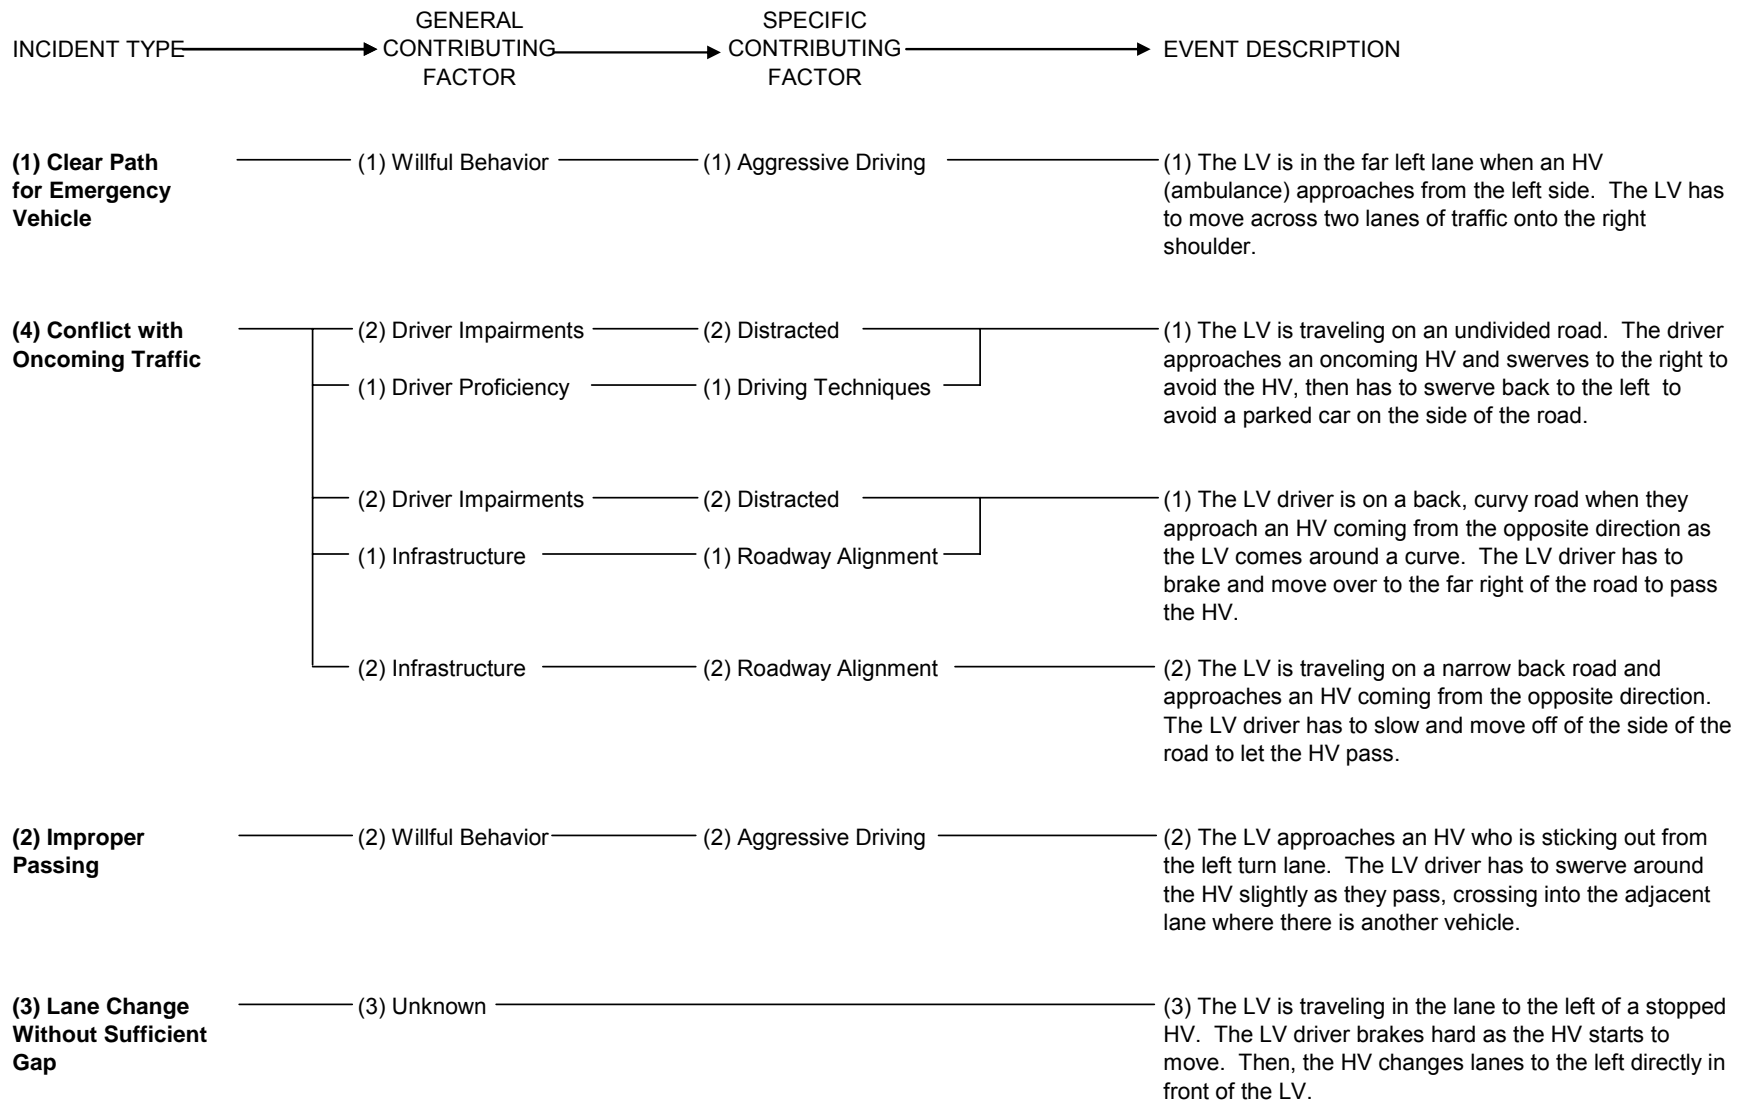 INCIDENT TYPE
GENERAL
CONTRIBUTING
FACTOR
SPECIFIC
CONTRIBUTING
FACTOR
EVENT DESCRIPTION
(1) Clear Path
for Emergency
Vehicle
(1) Willful Behavior
(1) Aggressive Driving
(1) The LV is in the far left lane when an HV
(ambulance) approaches from the left side.  The LV has
to move across two lanes of traffic onto the right
shoulder.
(4) Conflict with
Oncoming Traffic
(2) Driver Impairments
(2) Distracted
(1) Driver Proficiency
(1) Driving Techniques
(1) The LV is traveling on an undivided road.  The driver
approaches an oncoming HV and swerves to the right to
avoid the HV, then has to swerve back to the left  to
avoid a parked car on the side of the road.
(2) Driver Impairments
(2) Distracted
(1) Infrastructure
(1) Roadway Alignment
(1) The LV driver is on a back, curvy road when they
approach an HV coming from the opposite direction as
the LV comes around a curve.  The LV driver has to
brake and move over to the far right of the road to pass
the HV.
(2) Infrastructure
(2) Roadway Alignment
(2) The LV is traveling on a narrow back road and
approaches an HV coming from the opposite direction.
The LV driver has to slow and move off of the side of the
road to let the HV pass.
(2) Improper
Passing
(2) Willful Behavior
(2) Aggressive Driving
(2) The LV approaches an HV who is sticking out from
the left turn lane.  The LV driver has to swerve around
the HV slightly as they pass, crossing into the adjacent
lane where there is another vehicle.
(3) Lane Change
Without Sufficient
Gap
(3) Unknown
(3) The LV is traveling in the lane to the left of a stopped
HV.  The LV driver brakes hard as the HV starts to
move.  Then, the HV changes lanes to the left directly in
front of the LV.